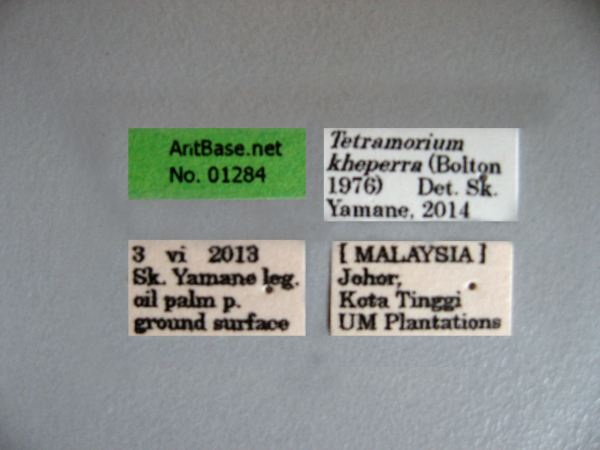 AntBase.net
No. 01284
Tetramorium
kheperra (Bolton
1976) Det. Sk.
Yamane, 2014
3 vi 2013
Sk. Yamane leg.
oil palm p.
ground surface
[ MALAYSIA ]
Johor,
Kota Tinggi
UM Plantations